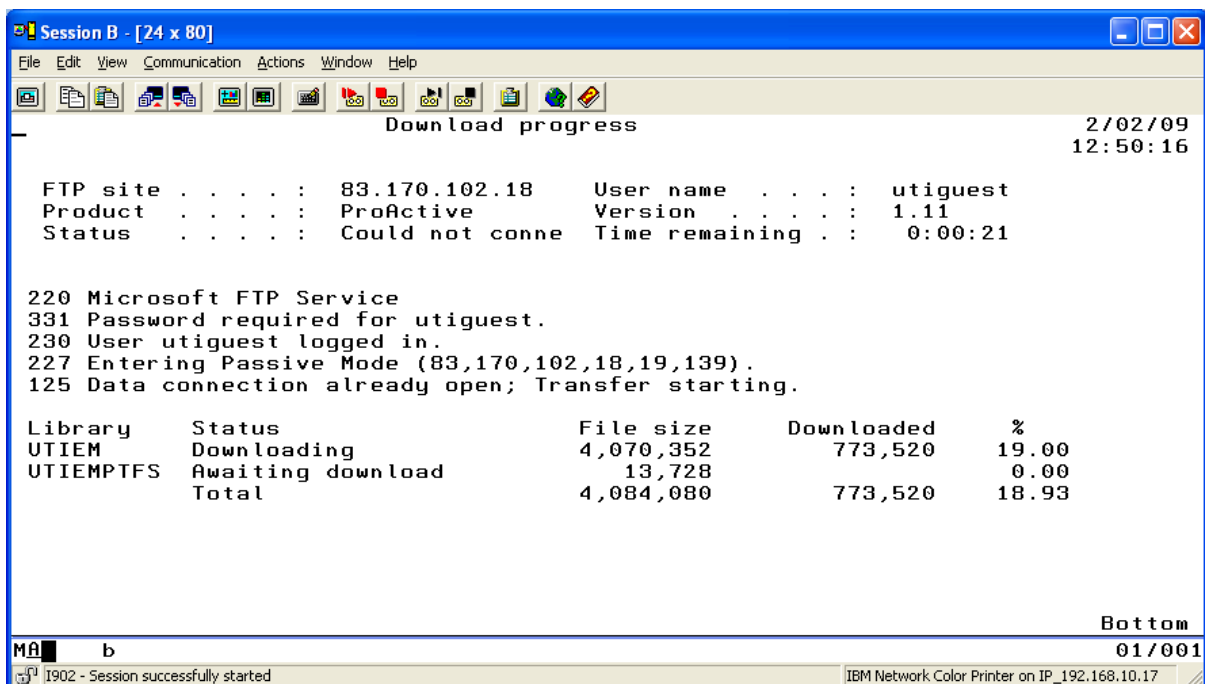 Session B - [24 x 80]
File Edit View Communication Actions Window Help
Download progress 2/02/09
12:50:16
FTP site . . . . : 83.170.102.18 User name . . . : utiguest
Product . . . . : ProActive Version . . . . : 1.11
Status . . . . : Could not conne Time remaining . : 0:00:21
220 Microsoft FTP Service
331 Password required for utiguest.
230 User utiguest logged in.
227 Entering Passive Mode (83,170,102,18,19,139).
125 Data connection already open; Transfer starting.
Library Status File size Downloaded %
UTIEM Downloading 4,070,352 773,520 19.00
UTIEMPTFS Awaiting download 13,728 0.00
Total 4,084,080 773,520 18.93
Bottom
MA b 01/001
I902 - Session successfully started IBM Network Color Printer on IP_192.168.10.17